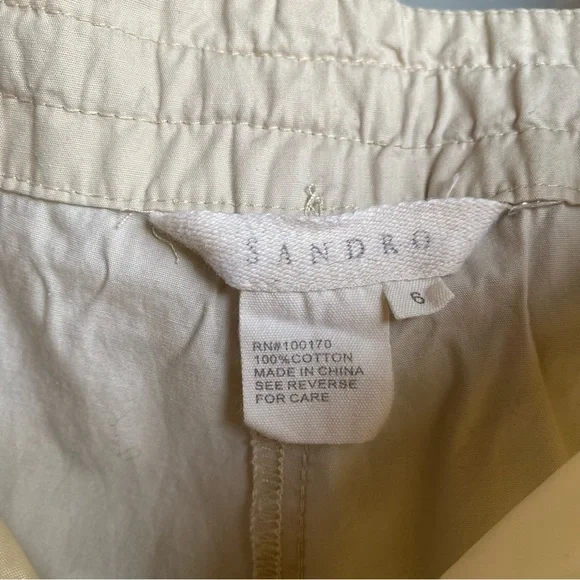 SANDRO
6
RN#100170
100%COTTON
MADE IN CHINA
SEE REVERSE
FOR CARE